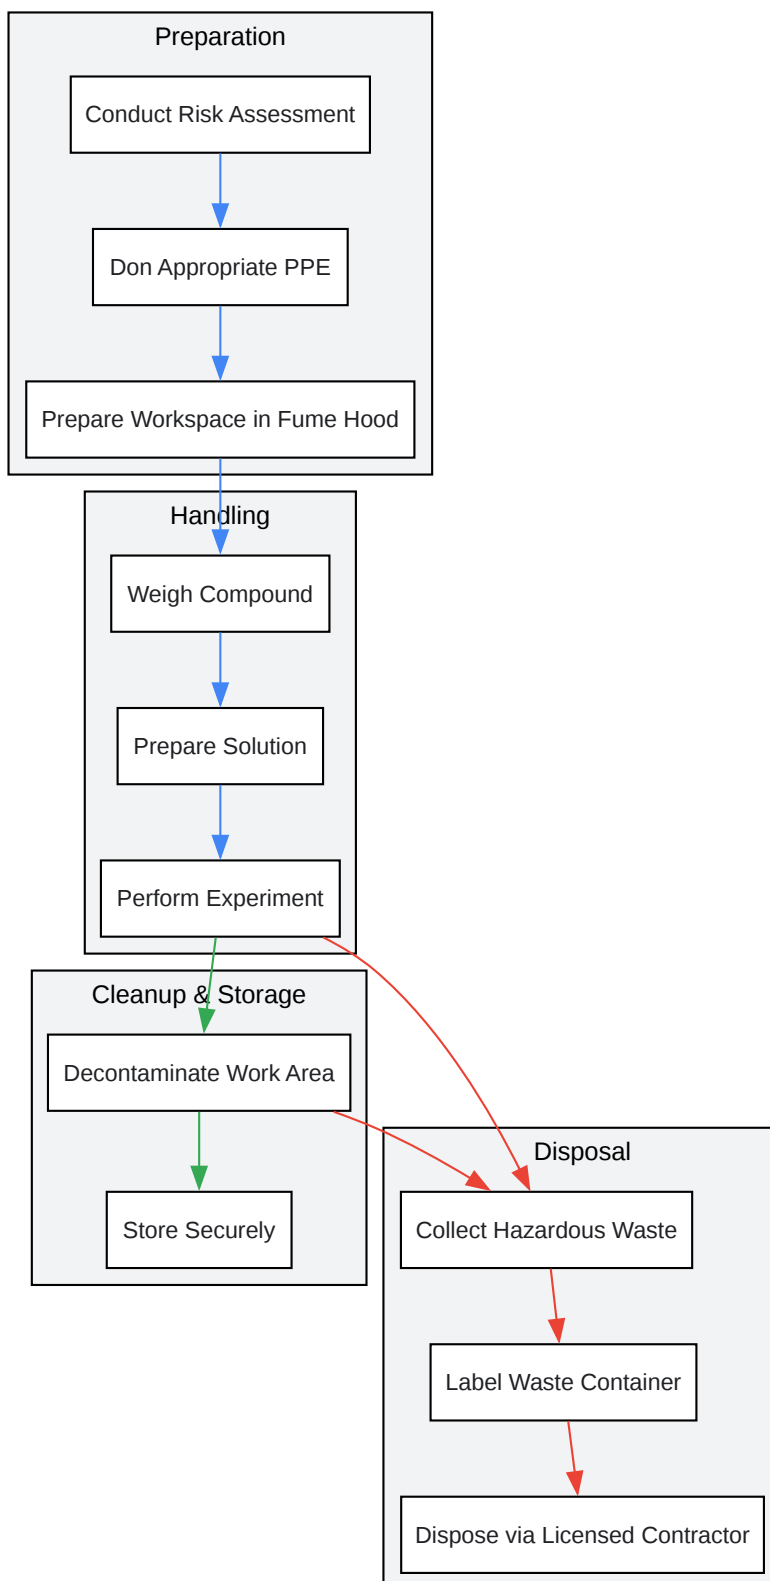 Preparation
Conduct Risk Assessment
Don Appropriate PPE
Prepare Workspace in Fume Hood
Handling
Weigh Compound
Prepare Solution
Perform Experiment
Cleanup & Storage
Decontaminate Work Area
Store Securely
Disposal
Collect Hazardous Waste
Label Waste Container
Dispose via Licensed Contractor